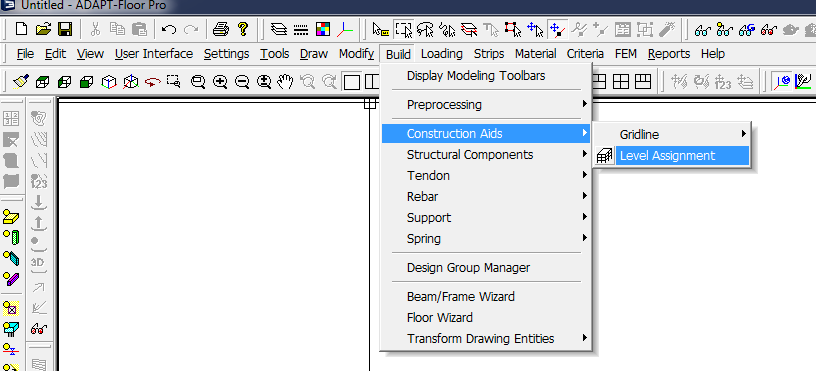 Untitled - ADAPT-Floor Pro
File Edit View User Interface Settings Tools Draw Modify Build Loading Strips Material Criteria FEM Reports Help
Display Modeling Toolbars
Preprocessing
Construction Aids
Gridline
Structural Components
Level Assignment
Tendon
Rebar
Support
Spring
Design Group Manager
Beam/Frame Wizard
Floor Wizard
Transform Drawing Entities
123
3D
123